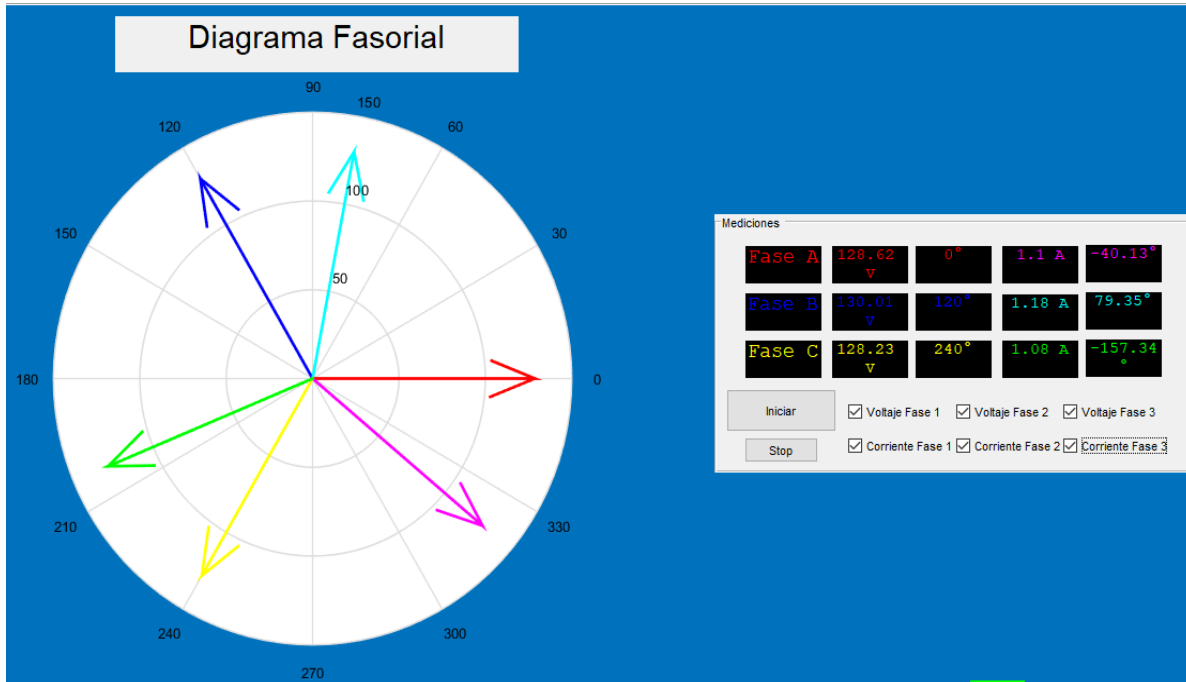 Diagrama Fasorial
90
150
120
60
100
150
30
50
180
0
210
330
240
300
270
Mediciones
Fase A 128.62 V 0° 1.1 A -40.13°
Fase B 130.01 V 120° 1.18 A 79.35°
Fase C 128.23 V 240° 1.08 A -157.34 °
Iniciar
Voltaje Fase 1 Voltaje Fase 2 Voltaje Fase 3
Stop
Corriente Fase 1 Corriente Fase 2 Corriente Fase 3